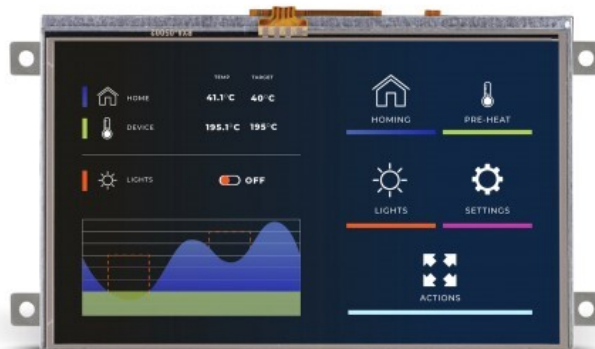 TEMP TARGET
HOME 41.1°C 40°C
DEVICE 195.1°C 195°C
LIGHTS OFF
HOMING PRE-HEAT
LIGHTS SETTINGS
ACTIONS